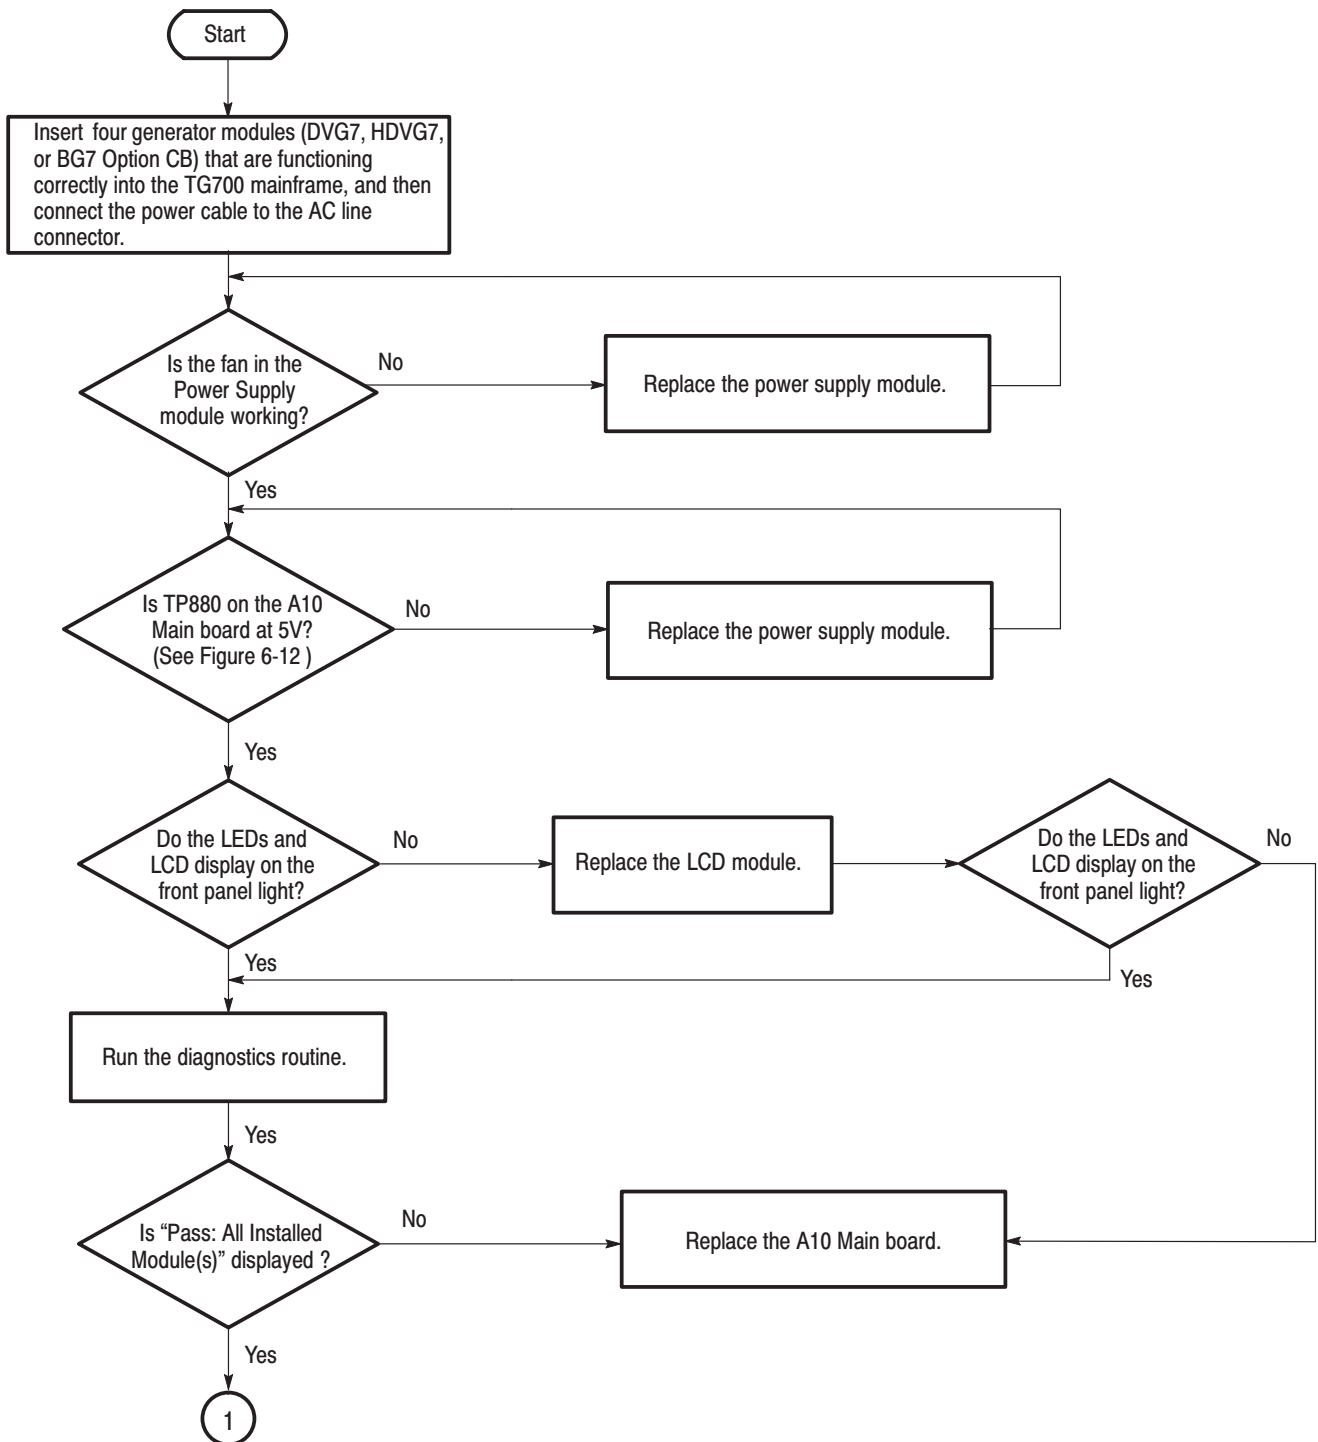 Start
Insert four generator modules (DVG7, HDVG7,
or BG7 Option CB) that are functioning
correctly into the TG700 mainframe, and then
connect the power cable to the AC line
connector.
Is the fan in the
Power Supply
module working?
No
Replace the power supply module.
Yes
Is TP880 on the A10
Main board at 5V?
(See Figure 6-12 )
No
Replace the power supply module.
Yes
Do the LEDs and
LCD display on the
front panel light?
No
Replace the LCD module.
Do the LEDs and
LCD display on the
front panel light?
No
Yes
Yes
Run the diagnostics routine.
Yes
Is “Pass: All Installed
Module(s)” displayed ?
No
Replace the A10 Main board.
Yes
1